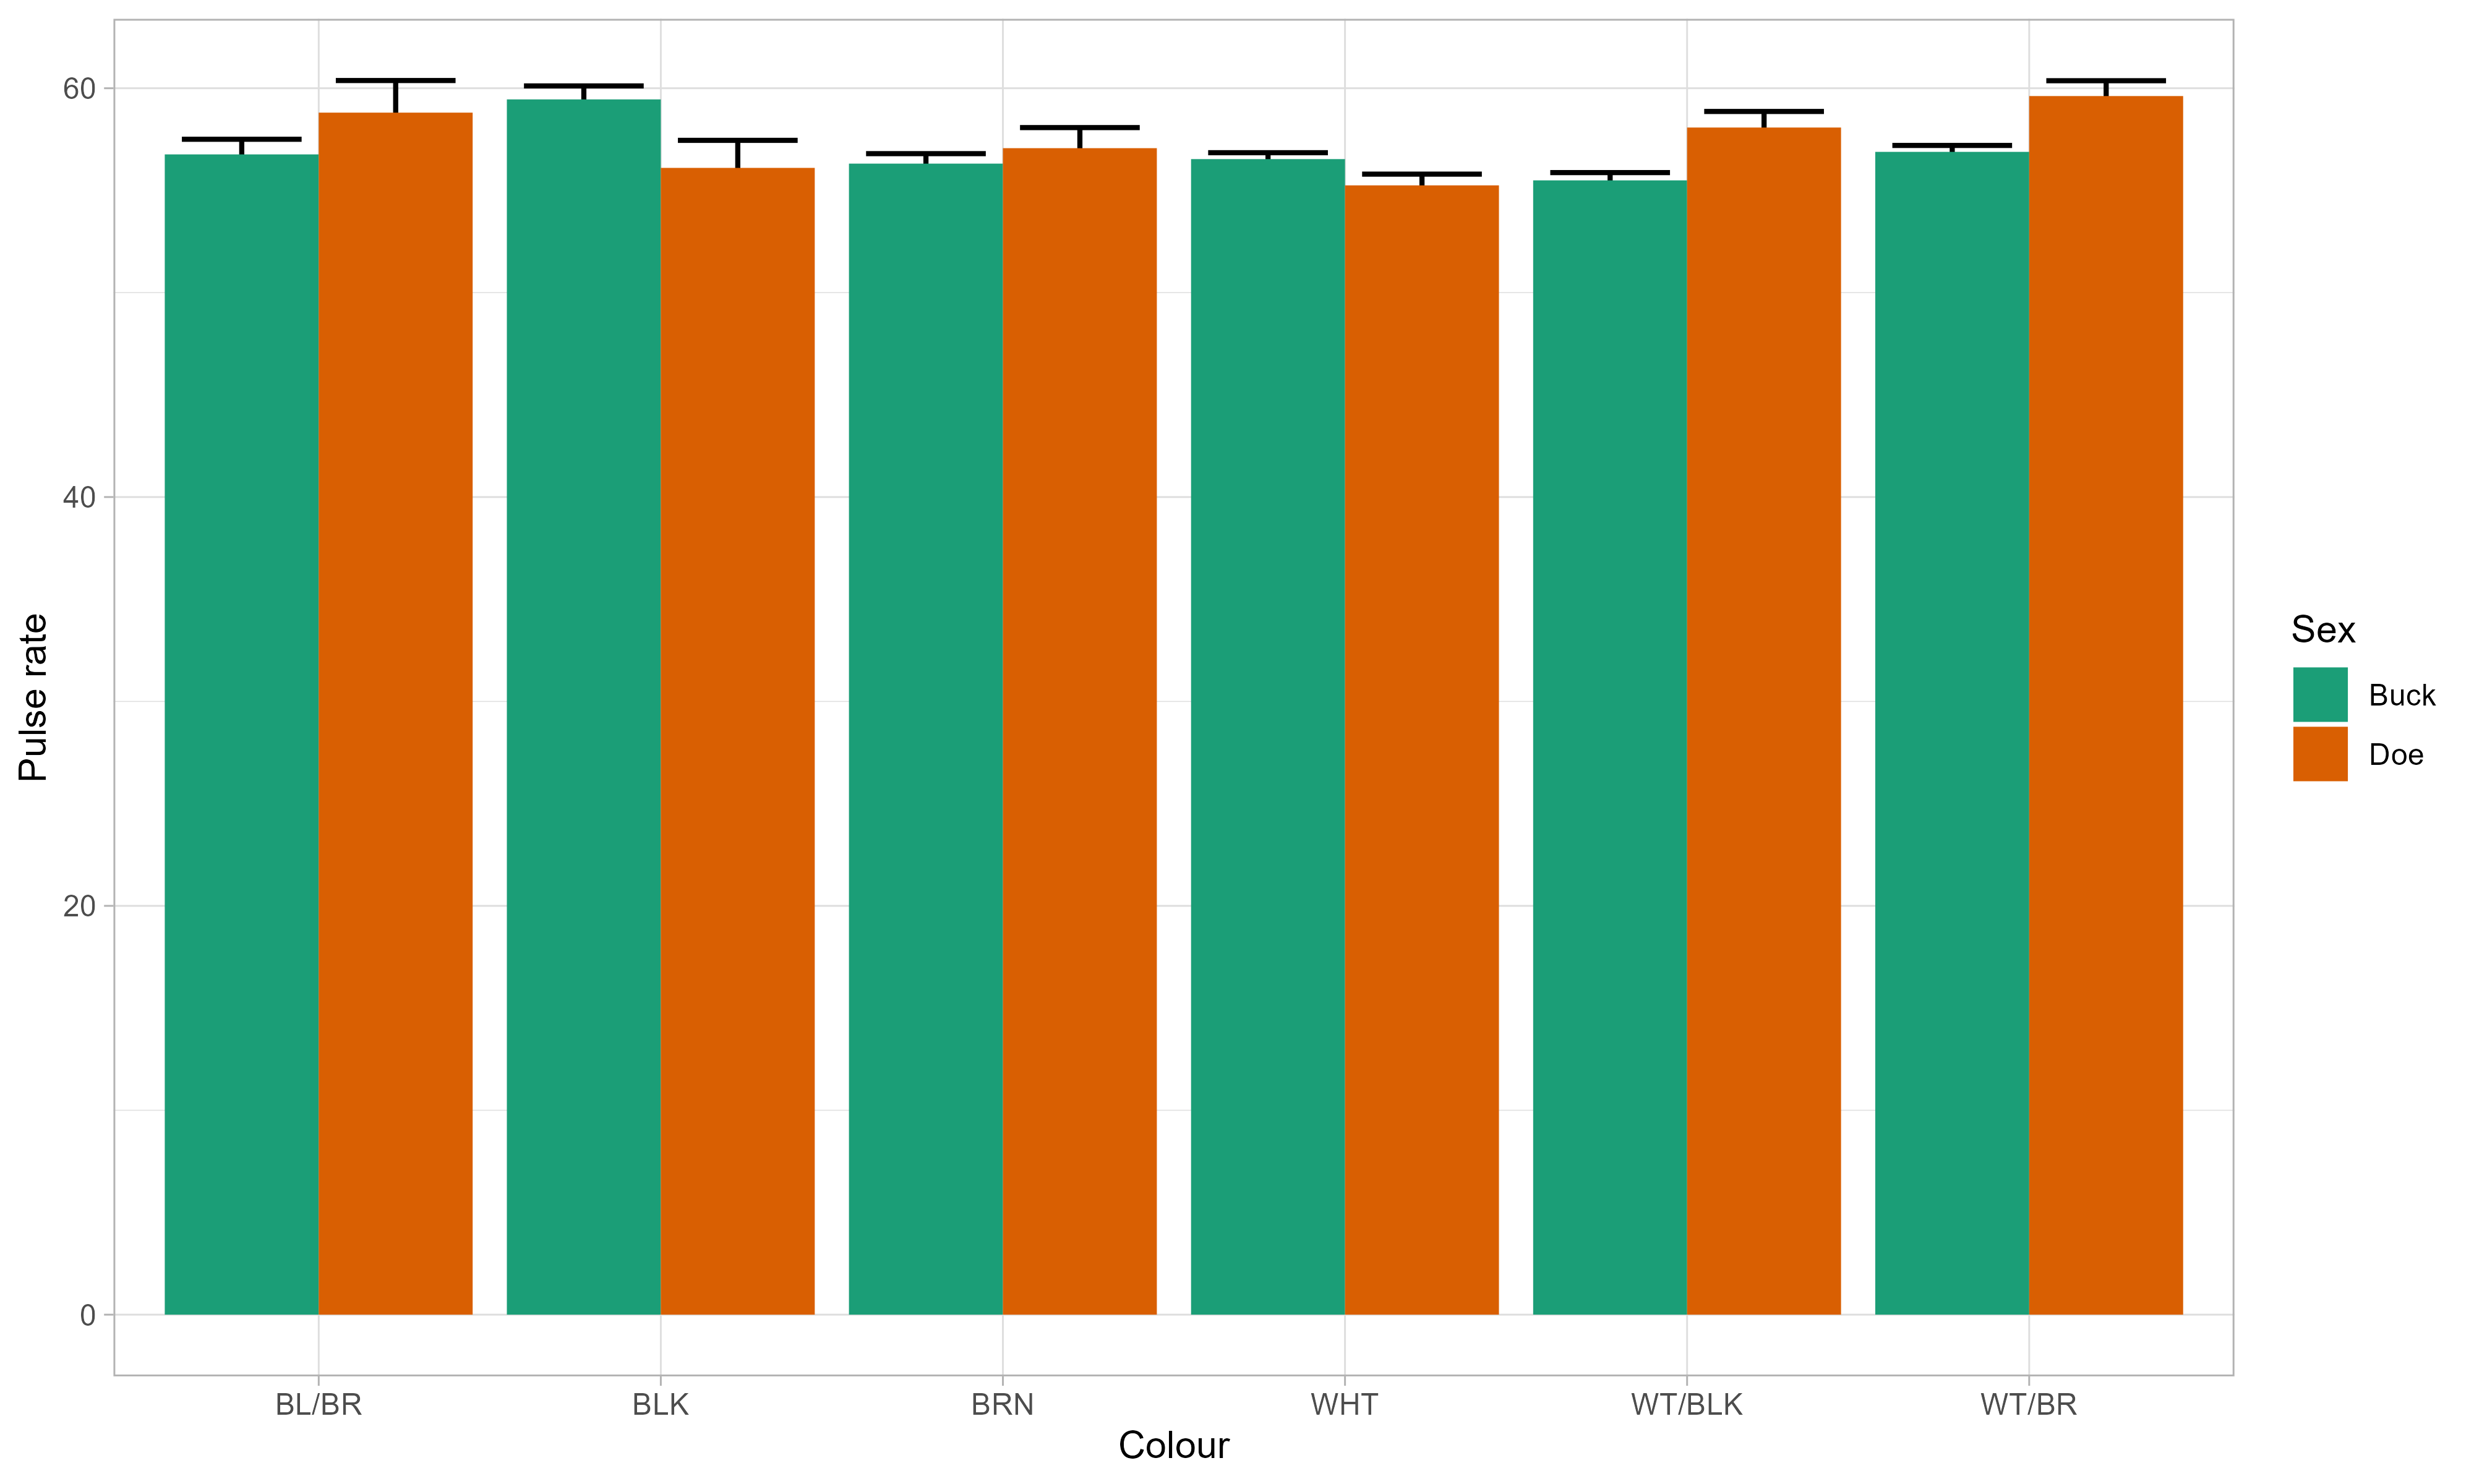 60
40
20
0
Pulse rate
BL/BR
BLK
BRN
WHT
WT/BLK
WT/BR
Colour
Sex
Buck
Doe